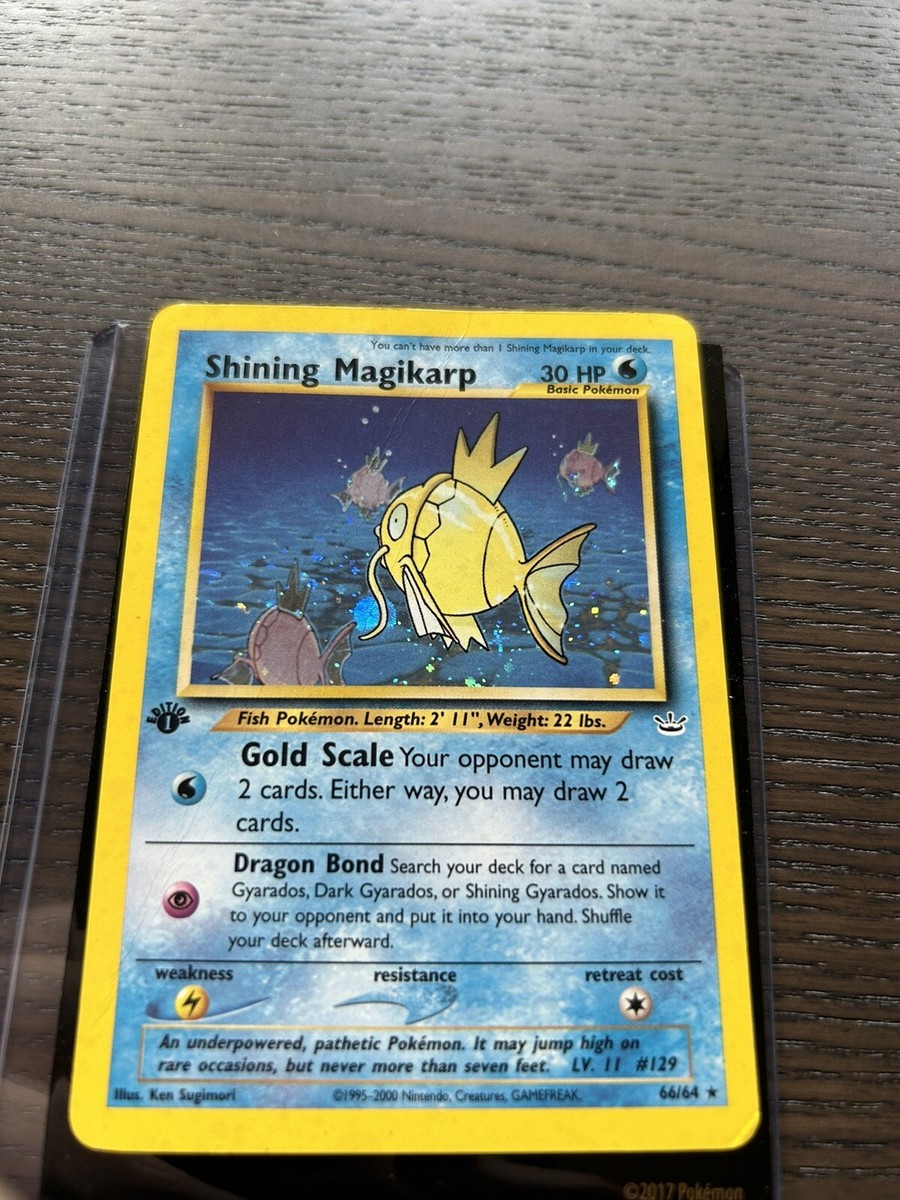 You can't have more than 1 Shining Magikarp in your deck.
Shining Magikarp 30 HP
Basic Pokémon
Fish Pokémon. Length: 2' 11", Weight: 22 lbs.
EDITION
1
Gold Scale Your opponent may draw
2 cards. Either way, you may draw 2
cards.
Dragon Bond Search your deck for a card named
Gyarados, Dark Gyarados, or Shining Gyarados. Show it
to your opponent and put it into your hand. Shuffle
your deck afterward.
weakness resistance retreat cost
An underpowered, pathetic Pokémon. It may jump high on
rare occasions, but never more than seven feet. LV. 11 #129
Illus. Ken Sugimori ©1995-2000 Nintendo, Creatures, GAMEFREAK. 66/64
©2017 Pokémon